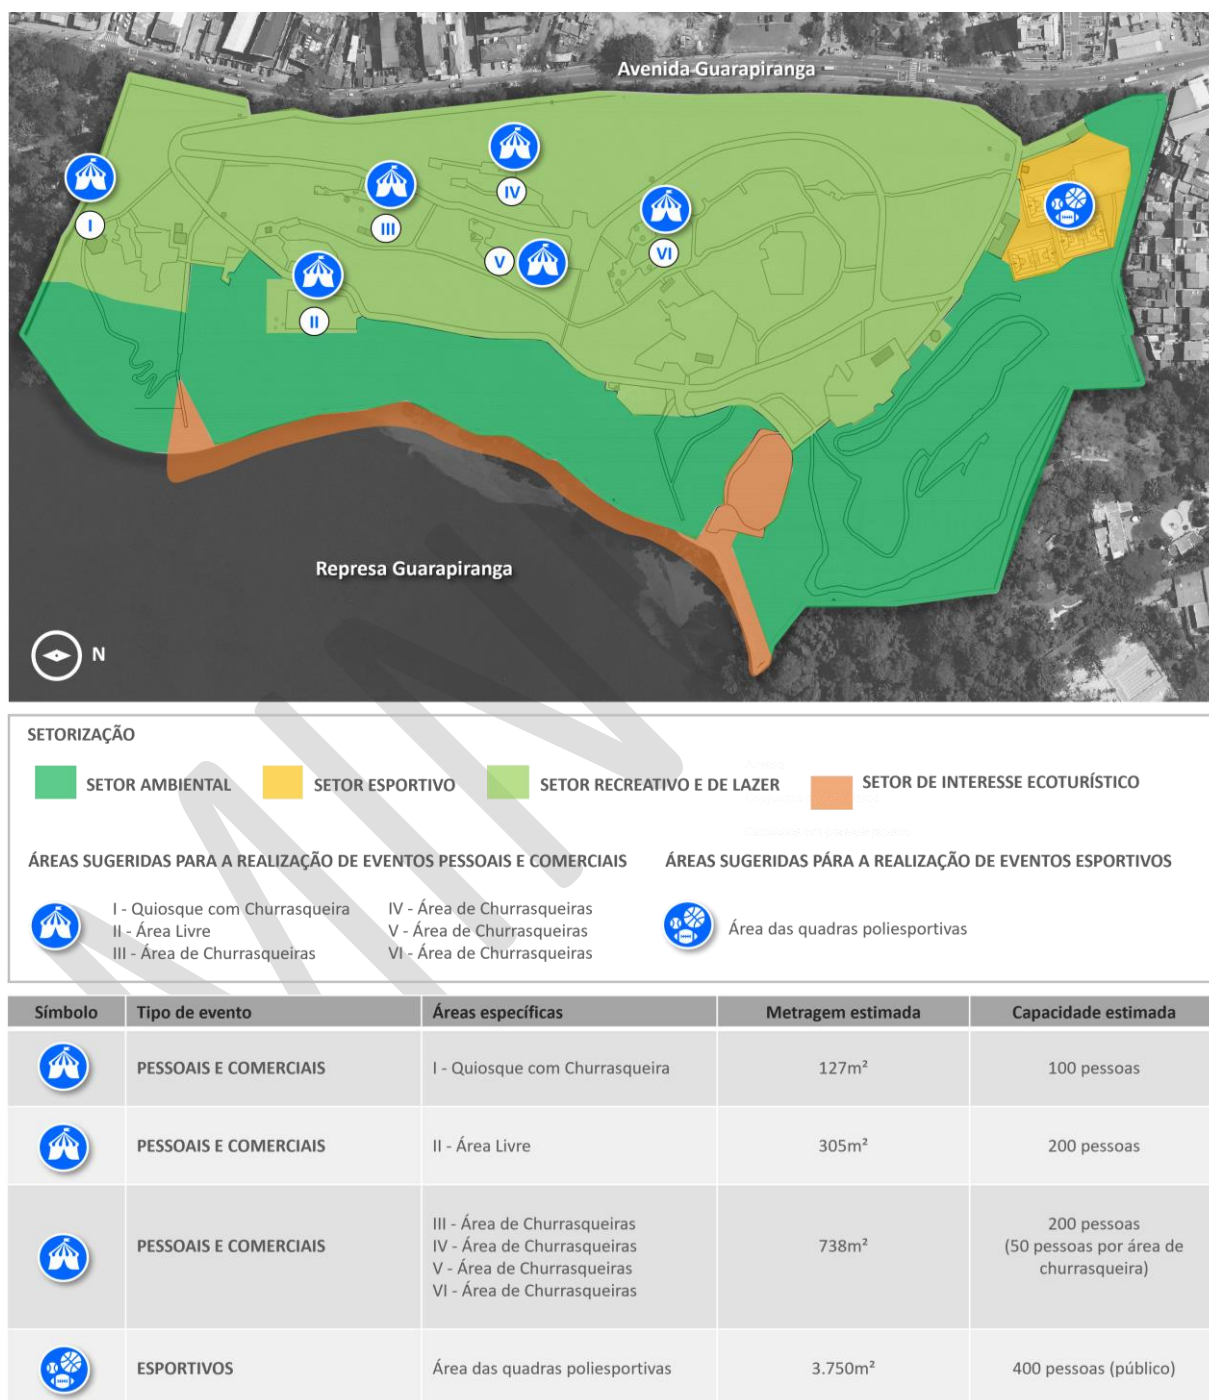 Avenida Guarapiranga
I
II
III
IV
V
VI
Represa Guarapiranga
N
SETORIZAÇÃO
SETOR AMBIENTAL
SETOR ESPORTIVO
SETOR RECREATIVO E DE LAZER
SETOR DE INTERESSE ECOTURÍSTICO
ÁREAS SUGERIDAS PARA A REALIZAÇÃO DE EVENTOS PESSOAIS E COMERCIAIS
I - Quiosque com Churrasqueira
II - Área Livre
III - Área de Churrasqueiras
IV - Área de Churrasqueiras
V - Área de Churrasqueiras
VI - Área de Churrasqueiras
ÁREAS SUGERIDAS PÁRA A REALIZAÇÃO DE EVENTOS ESPORTIVOS
Área das quadras poliesportivas
Símbolo Tipo de evento Áreas específicas Metragem estimada Capacidade estimada
PESSOAIS E COMERCIAIS I - Quiosque com Churrasqueira 127m² 100 pessoas
PESSOAIS E COMERCIAIS II - Área Livre 305m² 200 pessoas
PESSOAIS E COMERCIAIS
III - Área de Churrasqueiras
IV - Área de Churrasqueiras
V - Área de Churrasqueiras
VI - Área de Churrasqueiras
738m²
200 pessoas
(50 pessoas por área de
churrasqueira)
ESPORTIVOS Área das quadras poliesportivas 3.750m² 400 pessoas (público)